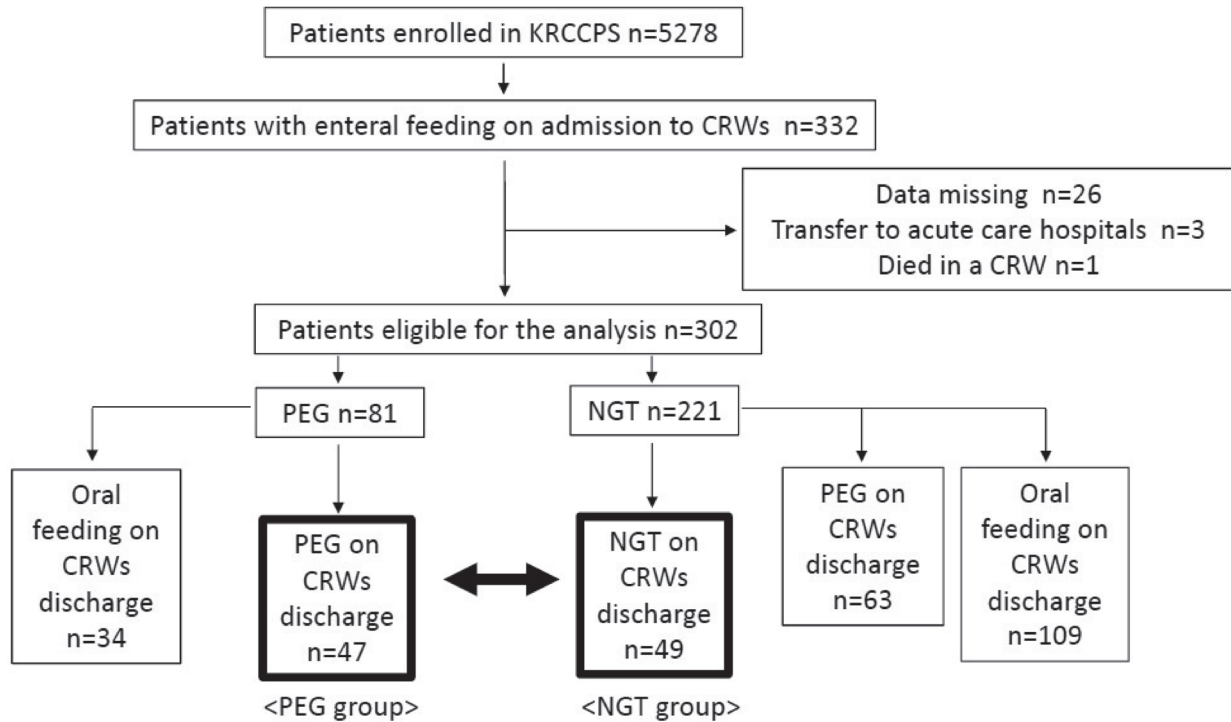 Patients enrolled in KRCCPS n=5278
Patients with enteral feeding on admission to CRWs n=332
Data missing n=26
Transfer to acute care hospitals n=3
Died in a CRW n=1
Patients eligible for the analysis n=302
PEG n=81
NGT n=221
Oral
feeding on
CRWs
discharge
n=34
PEG on
CRWs
discharge
n=47
<PEG group>
NGT on
CRWs
discharge
n=49
<NGT group>
PEG on
CRWs
discharge
n=63
Oral
feeding on
CRWs
discharge
n=109